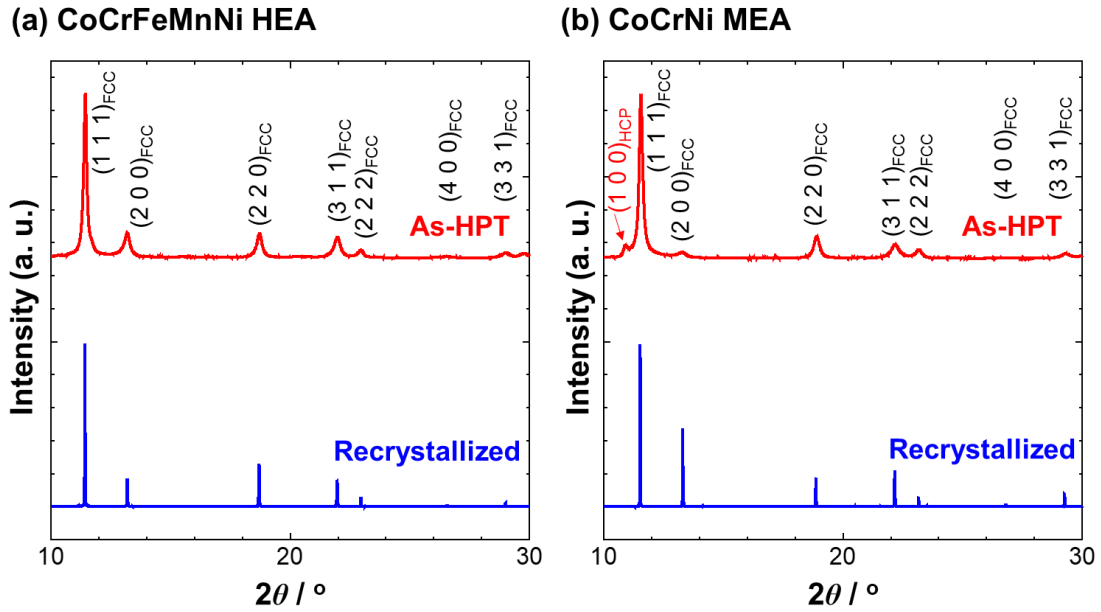 (a) CoCrFeMnNi HEA
Intensity (a. u.)
(1 1 1)FCC
(2 0 0)FCC
(2 2 0)FCC
(3 1 1)FCC
(2 2 2)FCC
(4 0 0)FCC
(3 3 1)FCC
As-HPT
Recrystallized
10
20
30
2θ / °
(b) CoCrNi MEA
Intensity (a. u.)
(1 0 0)HCP
(1 1 1)FCC
(2 0 0)FCC
(2 2 0)FCC
(3 1 1)FCC
(2 2 2)FCC
(4 0 0)FCC
(3 3 1)FCC
As-HPT
Recrystallized
10
20
30
2θ / °